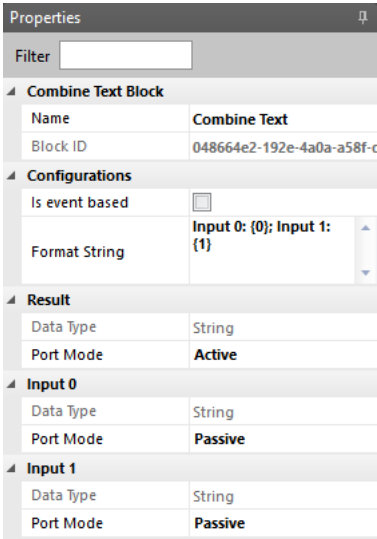 Properties
Filter
Combine Text Block
Name Combine Text
Block ID 048664e2-192e-4a0a-a58f-c
Configurations
Is event based
Format String Input 0: {0}; Input 1:
{1}
Result
Data Type String
Port Mode Active
Input 0
Data Type String
Port Mode Passive
Input 1
Data Type String
Port Mode Passive